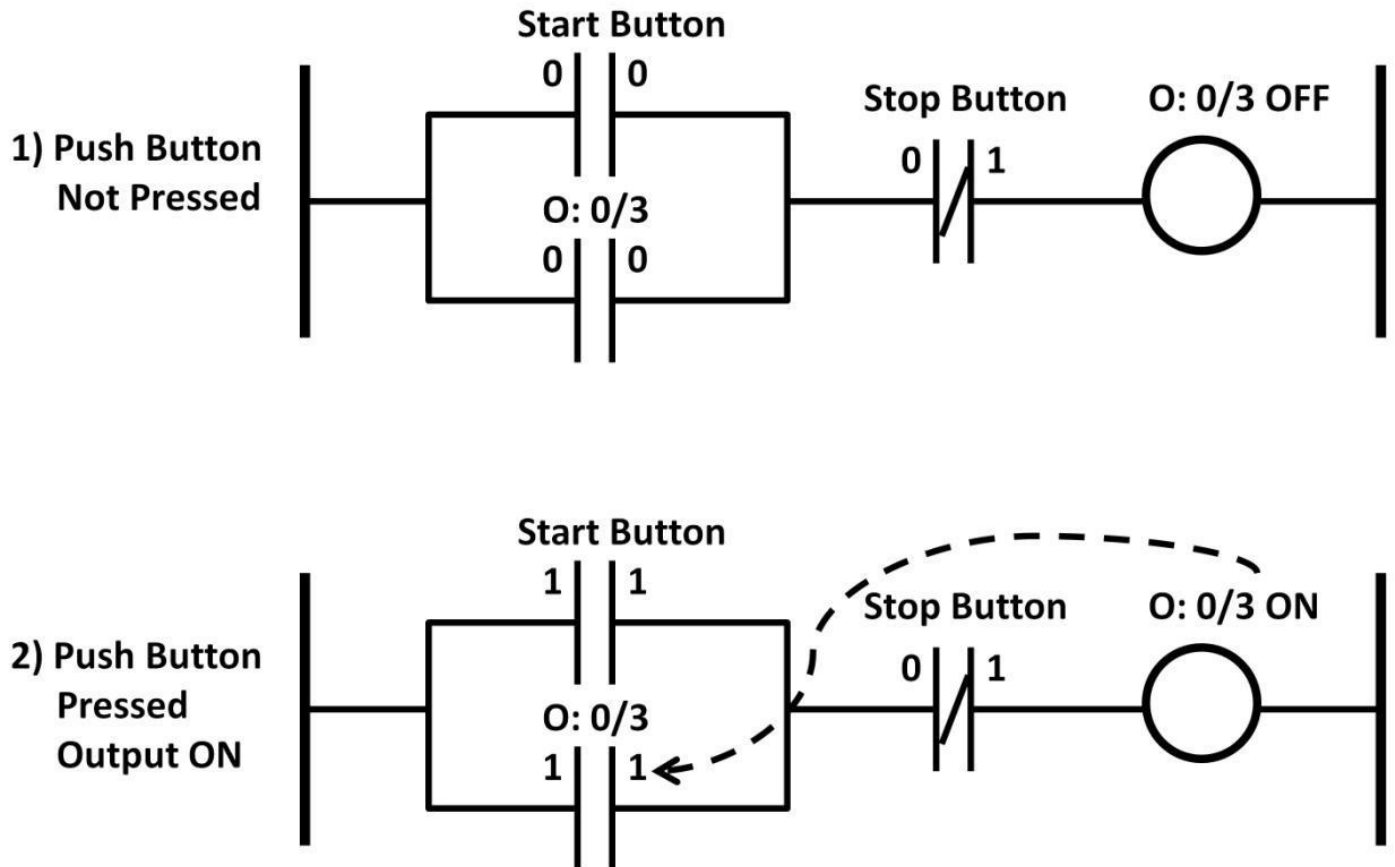 Start Button
0 0
1) Push Button
Not Pressed
Stop Button
O: 0/3 OFF
0 1
O: 0/3
0 0
Start Button
1 1
2) Push Button
Pressed
Output ON
Stop Button
O: 0/3 ON
0 1
O: 0/3
1 1